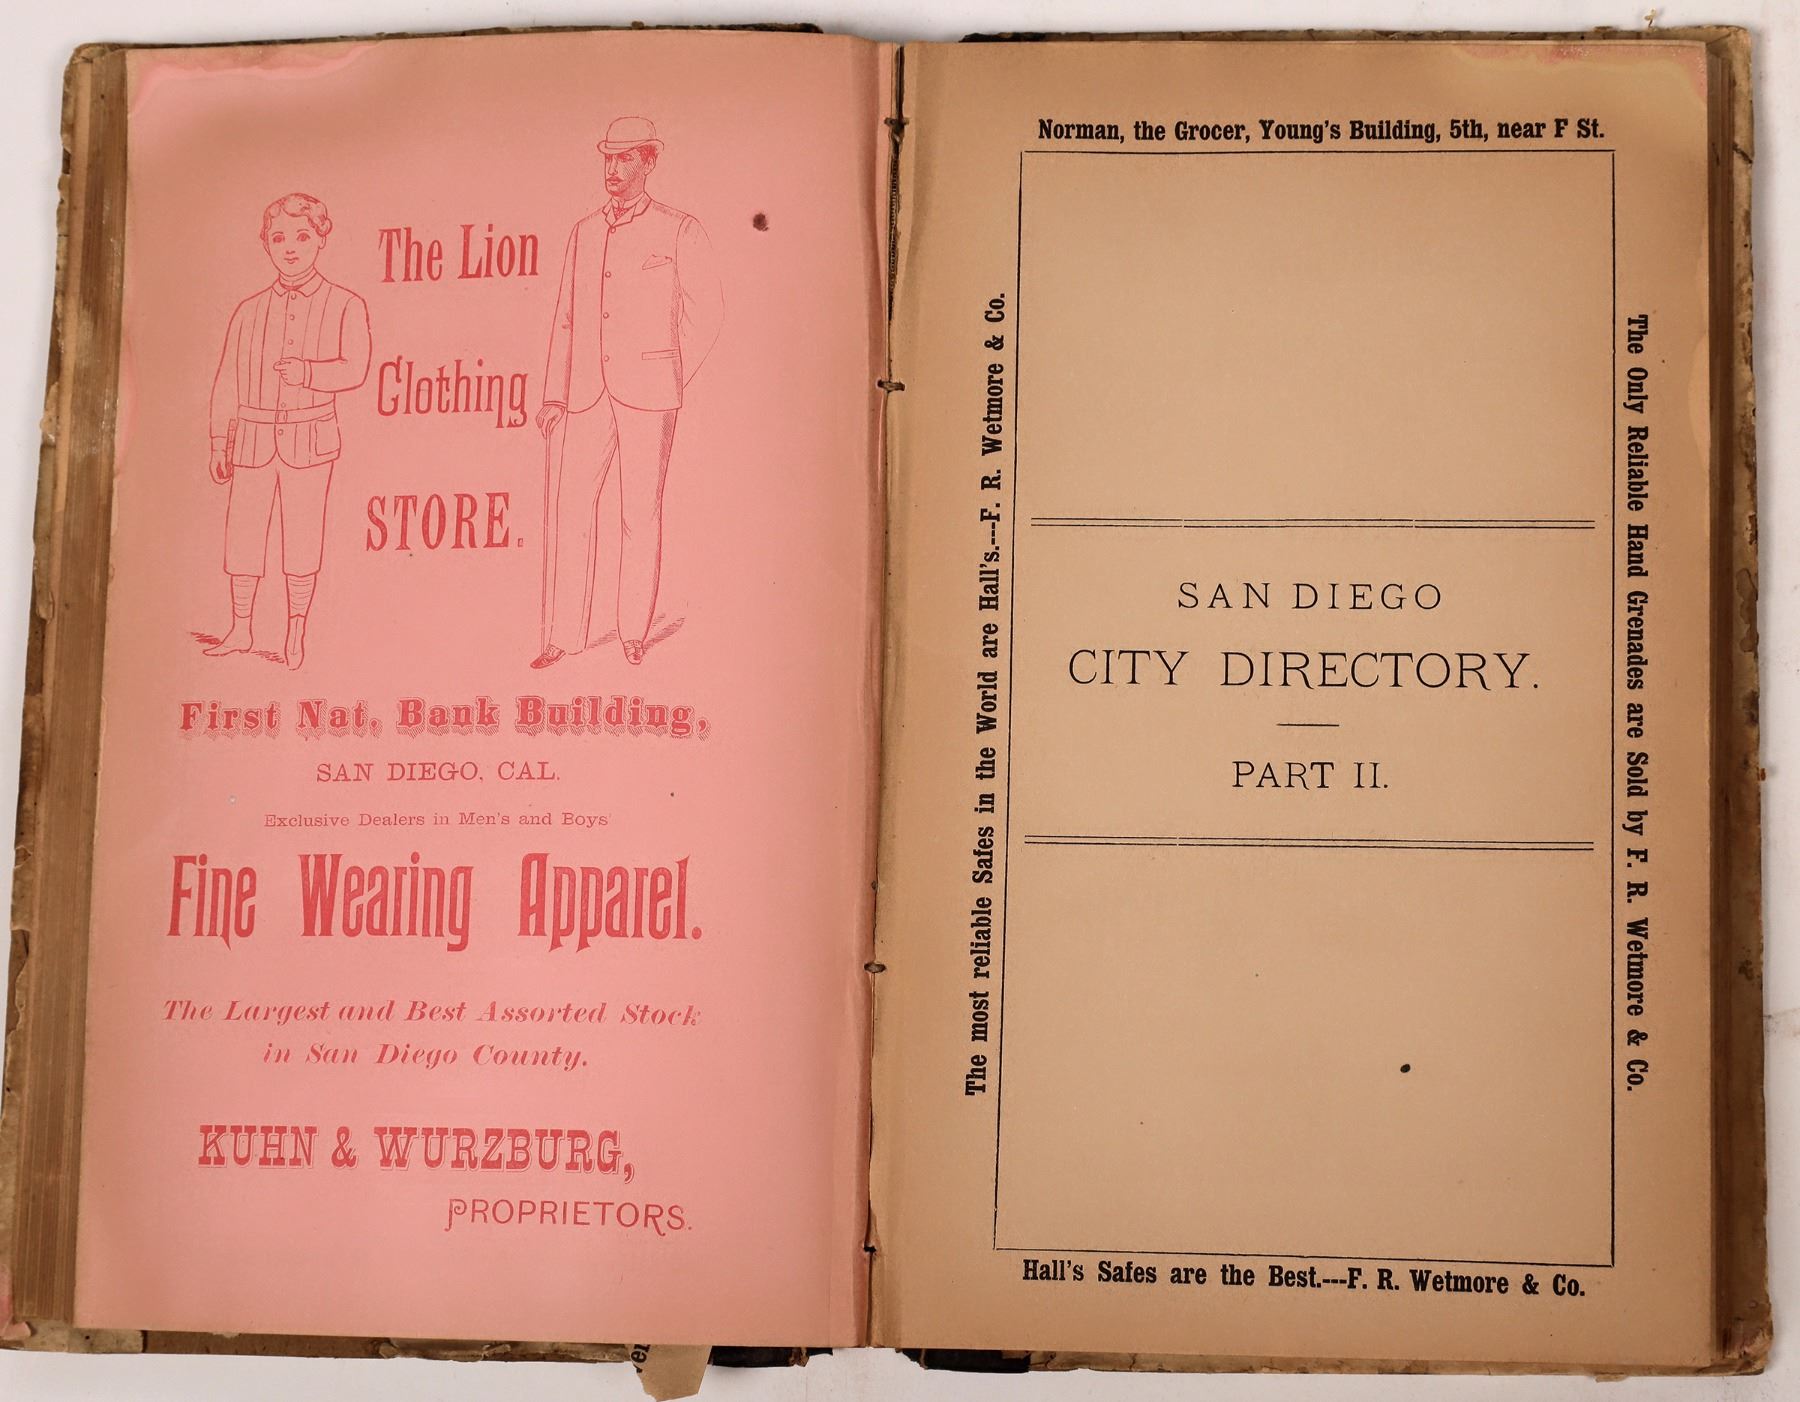 The Lion
Clothing
STORE.
First Nat. Bank Building,
SAN DIEGO, CAL.
Exclusive Dealers in Men's and Boys'
Fine Wearing Apparel.
The Largest and Best Assorted Stock
in San Diego County.
KUHN & WURZBURG,
PROPRIETORS.
Norman, the Grocer, Young's Building, 5th, near F St.
The most reliable Safes in the World are Hall's.---F. R. Wetmore & Co.
SAN DIEGO
CITY DIRECTORY.
PART II.
The Only Reliable Hand Grenades are Sold by F. R. Wetmore & Co.
Hall's Safes are the Best.---F. R. Wetmore & Co.